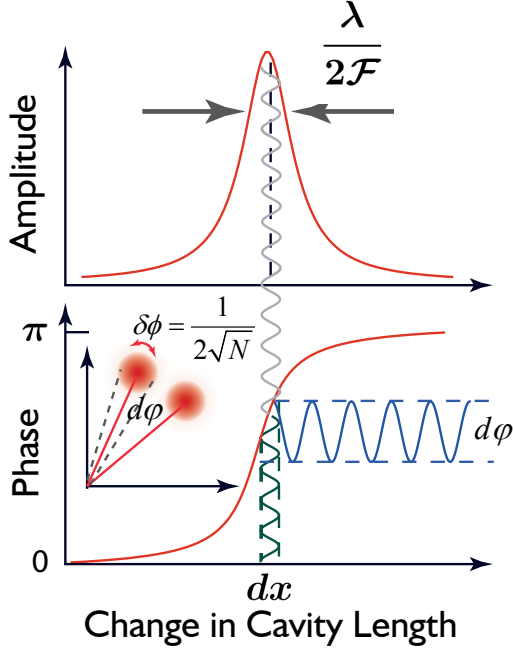 λ
2ℱ
Amplitude
π
δϕ = 1
2√N
dφ
dφ
Phase
0
dx
Change in Cavity Length